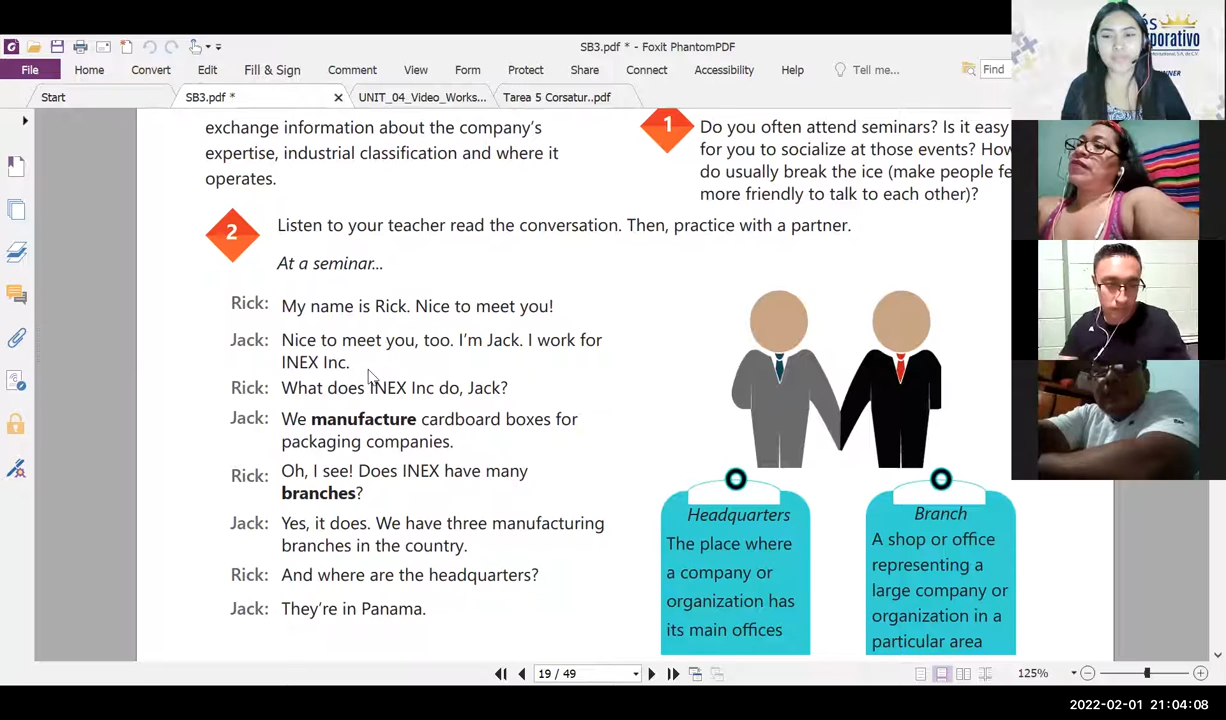 SB3.pdf * - Foxit PhantomPDF
File Home Convert Edit Fill & Sign Comment View Form Protect Share Connect Accessibility Help Tell me... Find
Start SB3.pdf * UNIT_04_Video_Works... Tarea 5 Corsatur..pdf
exchange information about the company's
expertise, industrial classification and where it
operates.
1
Do you often attend seminars? Is it easy
for you to socialize at those events? How
do usually break the ice (make people fe
more friendly to talk to each other)?
2
Listen to your teacher read the conversation. Then, practice with a partner.
At a seminar...
Rick: My name is Rick. Nice to meet you!
Jack: Nice to meet you, too. I'm Jack. I work for
INEX Inc.
Rick: What does INEX Inc do, Jack?
Jack: We manufacture cardboard boxes for
packaging companies.
Rick: Oh, I see! Does INEX have many
branches?
Jack: Yes, it does. We have three manufacturing
branches in the country.
Rick: And where are the headquarters?
Jack: They're in Panama.
Headquarters
The place where
a company or
organization has
its main offices
Branch
A shop or office
representing a
large company or
organization in a
particular area
19 / 49
125%
és
porativo
2022-02-01 21:04:08